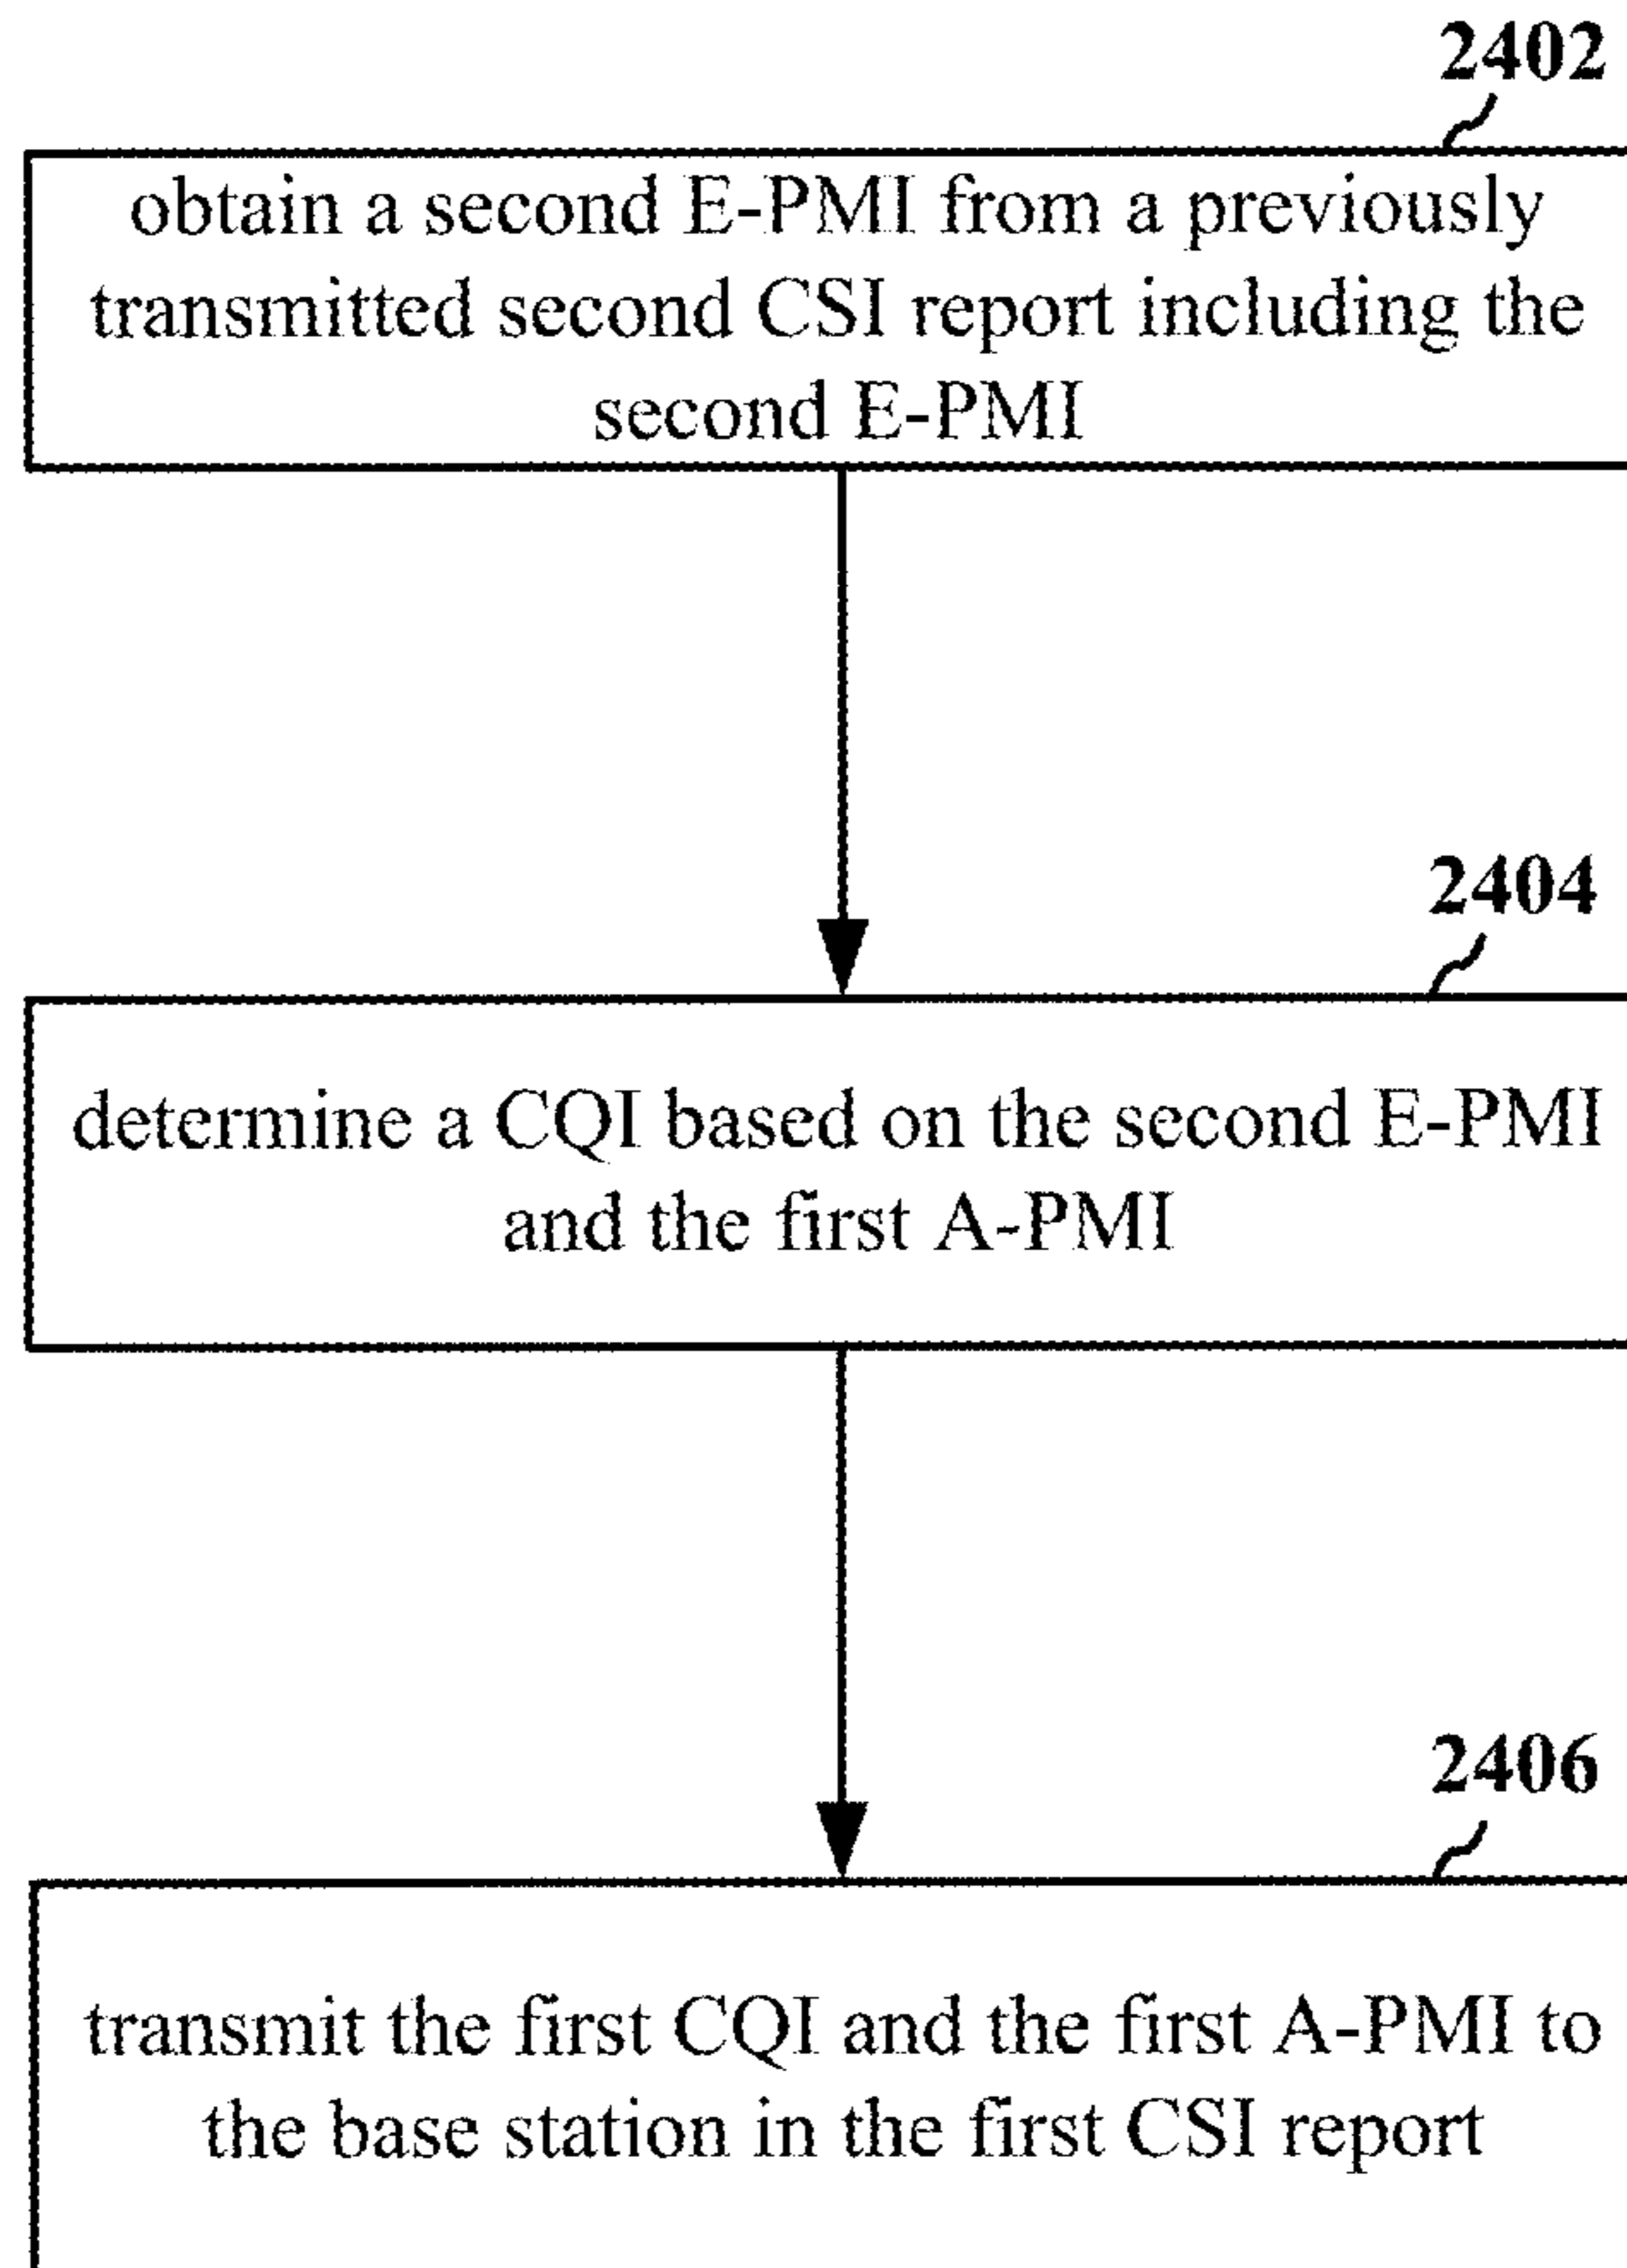 2402
obtain a second E-PMI from a previously
transmitted second CSI report including the
second E-PMI
2404
determine a CQI based on the second E-PMI
and the first A-PMI
2406
transmit the first CQI and the first A-PMI to
the base station in the first CSI report